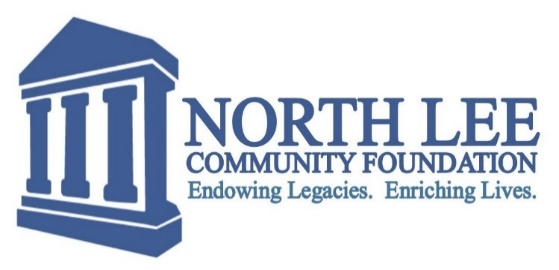 NORTH LEE
COMMUNITY FOUNDATION
Endowing Legacies. Enriching Lives.